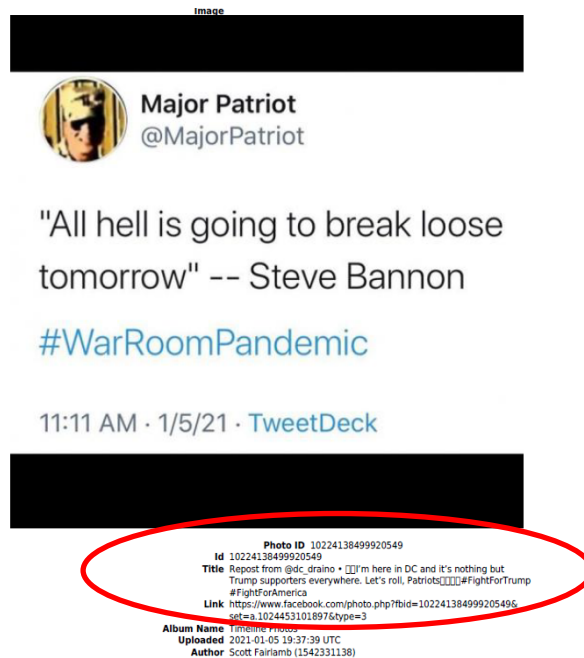 Image
Major Patriot
@MajorPatriot
"All hell is going to break loose
tomorrow" -- Steve Bannon
#WarRoomPandemic
11:11 AM · 1/5/21 · TweetDeck
Photo ID 10224138499920549
Id 10224138499920549
Title Repost from @dc_draino • □□I'm here in DC and it's nothing but
Trump supporters everywhere. Let's roll, Patriots□□□□#FightForTrump
#FightForAmerica
Link https://www.facebook.com/photo.php?fbid=10224138499920549&
set=a.1024453101897&type=3
Album Name Timeline Photos
Uploaded 2021-01-05 19:37:39 UTC
Author Scott Fairlamb (1542331138)